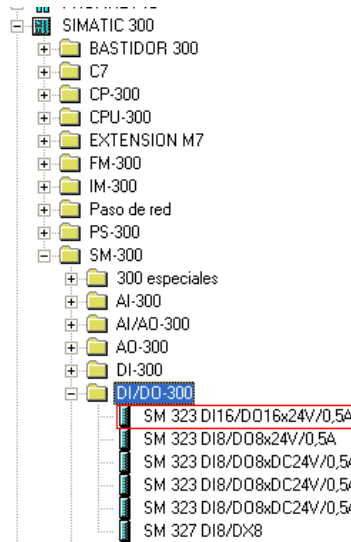 SIMATIC 300
BASTIDOR 300
C7
CP-300
CPU-300
EXTENSION M7
FM-300
IM-300
Paso de red
PS-300
SM-300
300 especiales
AI-300
AI/AO-300
AO-300
DI-300
DI/DO-300
SM 323 DI16/DO16x24V/0,5A
SM 323 DI8/DO8x24V/0,5A
SM 323 DI8/DO8xDC24V/0,5A
SM 323 DI8/DO8xDC24V/0,5A
SM 323 DI8/DO8xDC24V/0,5A
SM 327 DI8/DX8